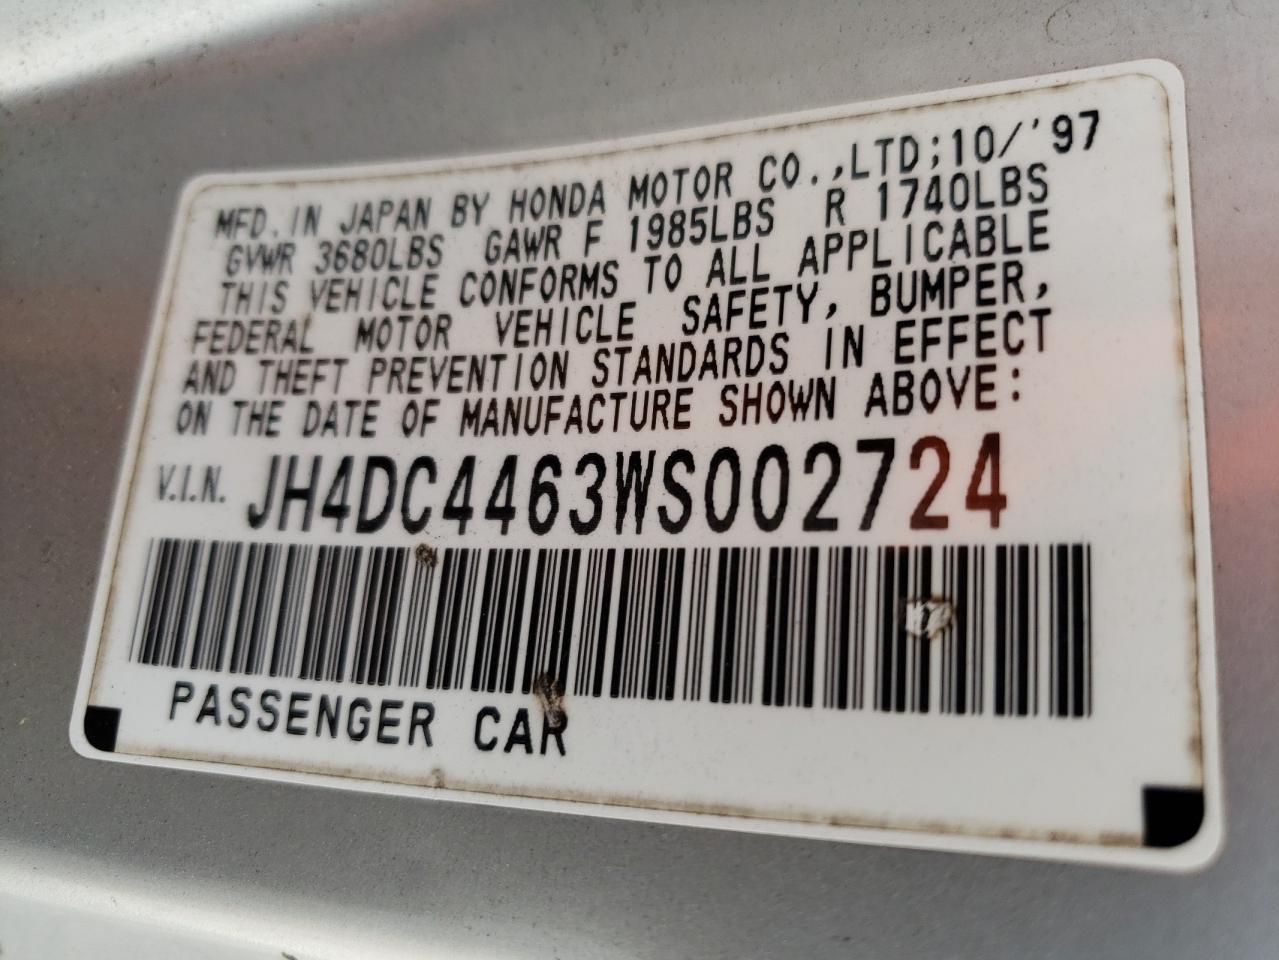 MFD.IN JAPAN BY HONDA MOTOR CO.,LTD;10/'97
GVWR 3680LBS GAWR F 1985LBS R 1740LBS
THIS VEHICLE CONFORMS TO ALL APPLICABLE
FEDERAL MOTOR VEHICLE SAFETY, BUMPER,
AND THEFT PREVENTION STANDARDS IN EFFECT
ON THE DATE OF MANUFACTURE SHOWN ABOVE:
V.I.N. JH4DC4463WS002724
PASSENGER CAR